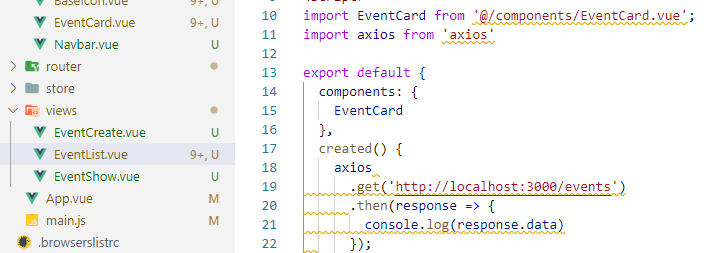 BaseIcon.vue 9+, U
EventCard.vue 9+, U
Navbar.vue U
router
store
views
EventCreate.vue U
EventList.vue 9+, U
EventShow.vue U
App.vue M
main.js M
.browserslistrc
10 import EventCard from '@/components/EventCard.vue';
11 import axios from 'axios'
12
13 export default {
14 components: {
15 EventCard
16 },
17 created() {
18 axios
19 .get('http://localhost:3000/events')
20 .then(response => {
21 console.log(response.data)
22 });